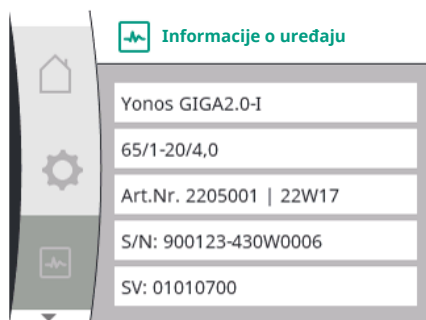 Informacije o uređaju
Yonos GIGA2.0-I
65/1-20/4,0
Art.Nr. 2205001 | 22W17
S/N: 900123-430W0006
SV: 01010700